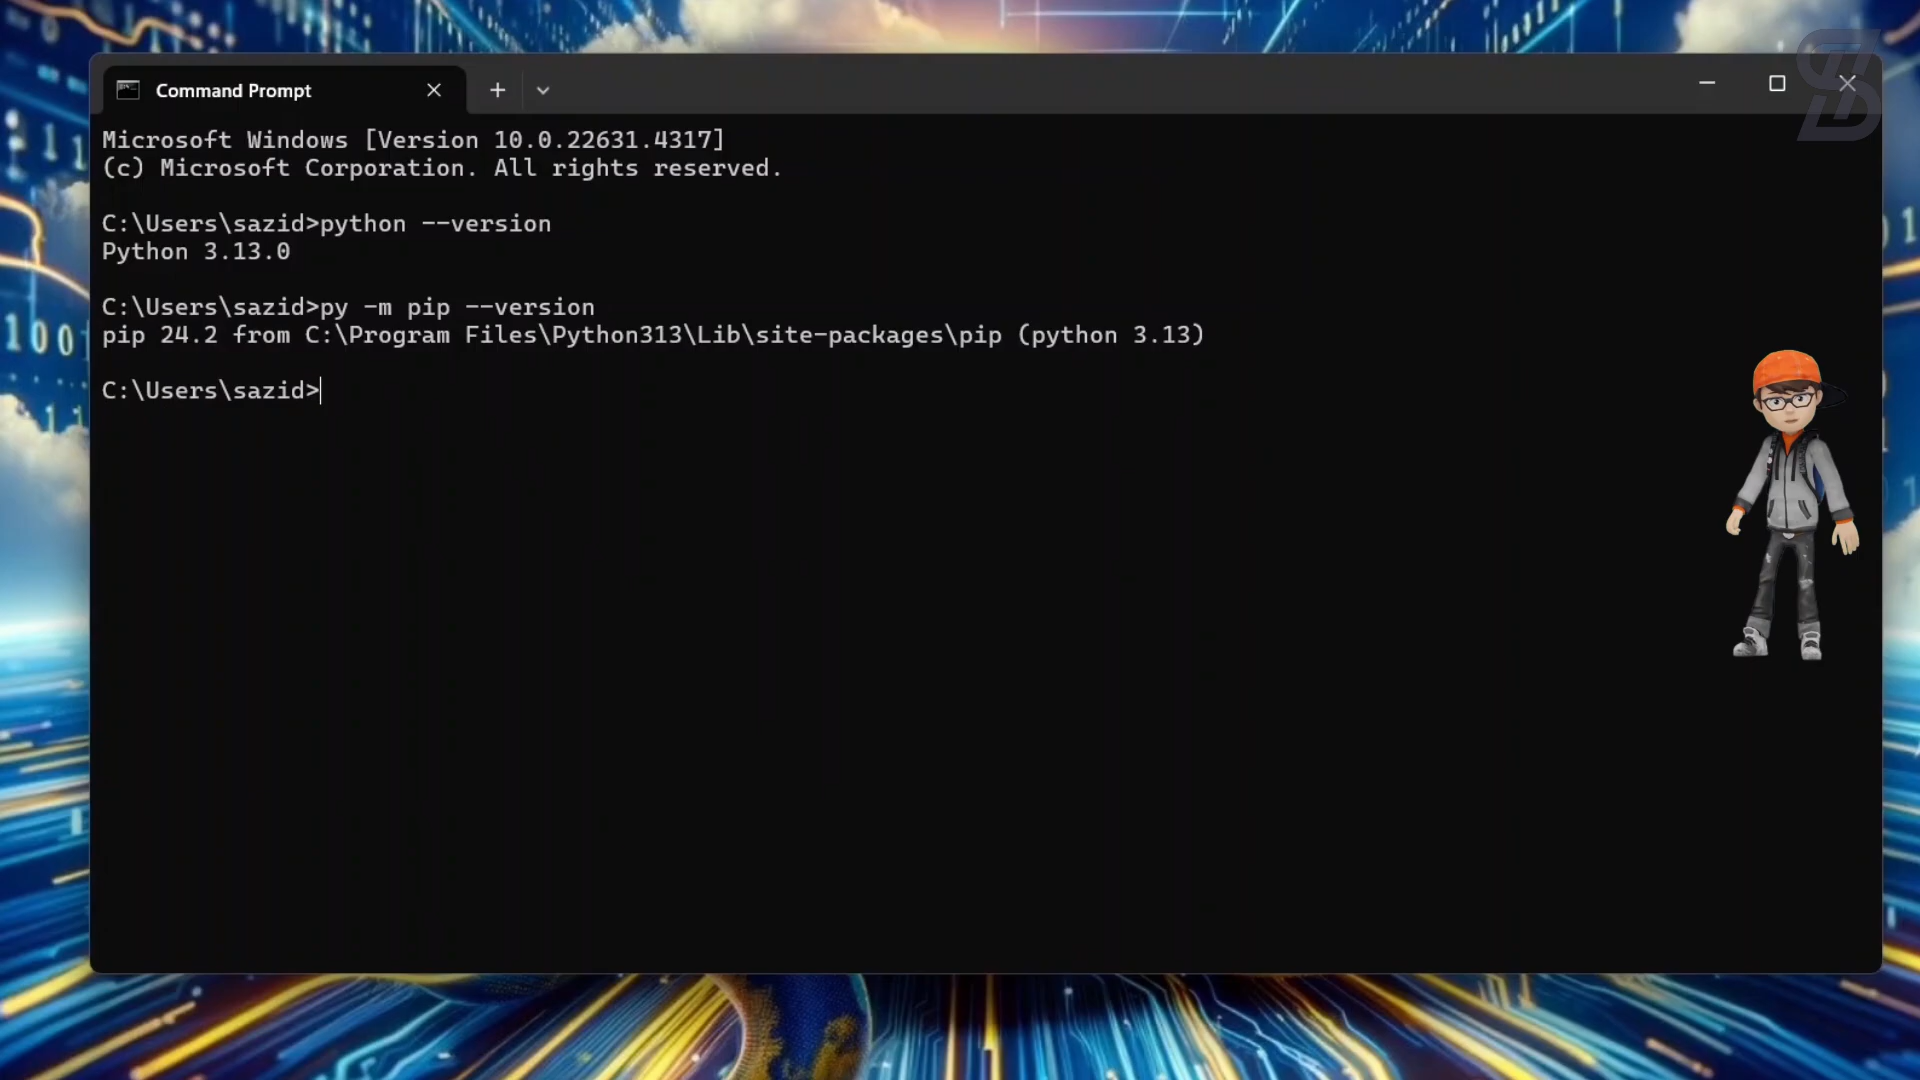 Command Prompt
Microsoft Windows [Version 10.0.22631.4317]
(c) Microsoft Corporation. All rights reserved.
C:\Users\sazid>python --version
Python 3.13.0
C:\Users\sazid>py -m pip --version
pip 24.2 from C:\Program Files\Python313\Lib\site-packages\pip (python 3.13)
C:\Users\sazid>